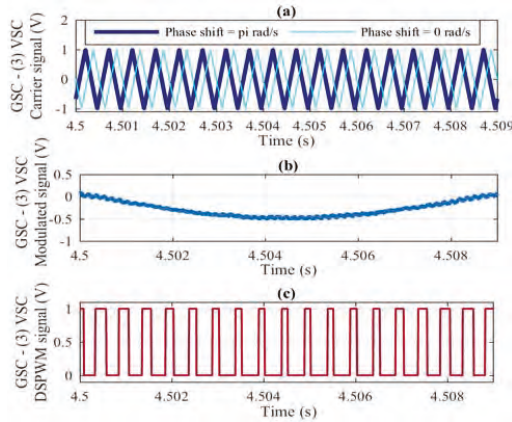 (a)
Phase shift = pi rad/s Phase shift = 0 rad/s
GSC - (3) VSC
Carrier signal (V)
2
1
0
-1
4.5 4.501 4.502 4.503 4.504 4.505 4.506 4.507 4.508 4.509
Time (s)
(b)
GSC - (3) VSC
Modulated signal (V)
0.5
0
-0.5
-1
4.5 4.502 4.504 4.506 4.508
Time (s)
(c)
GSC - (3) VSC
DSPWM signal (V)
1
0.5
0
4.5 4.502 4.504 4.506 4.508
Time (s)